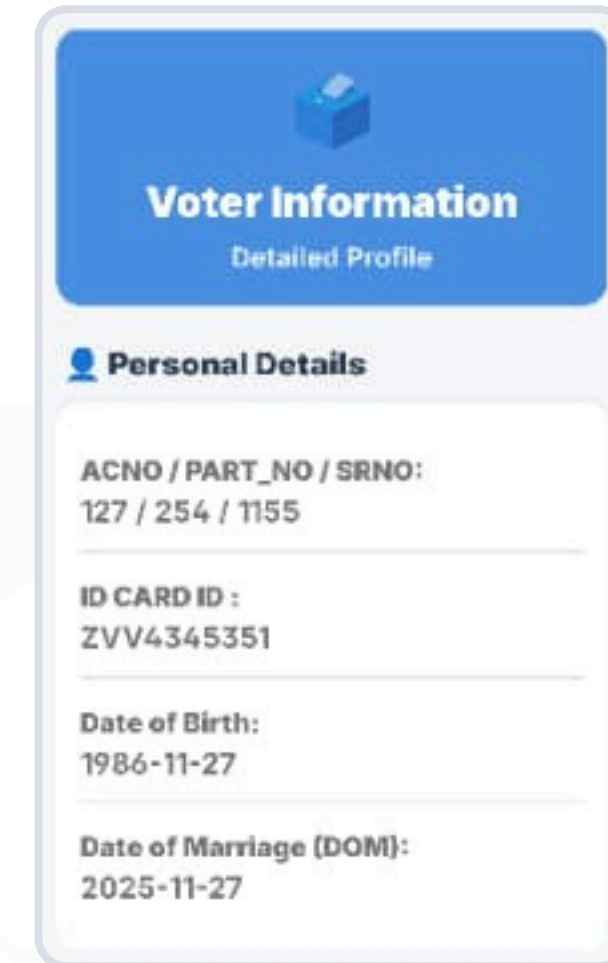 Voter Information
Detailed Profile
Personal Details
ACNO / PART_NO / SRNO:
127 / 254 / 1155
ID CARD ID :
ZVV4345351
Date of Birth:
1986-11-27
Date of Marriage (DOM):
2025-11-27